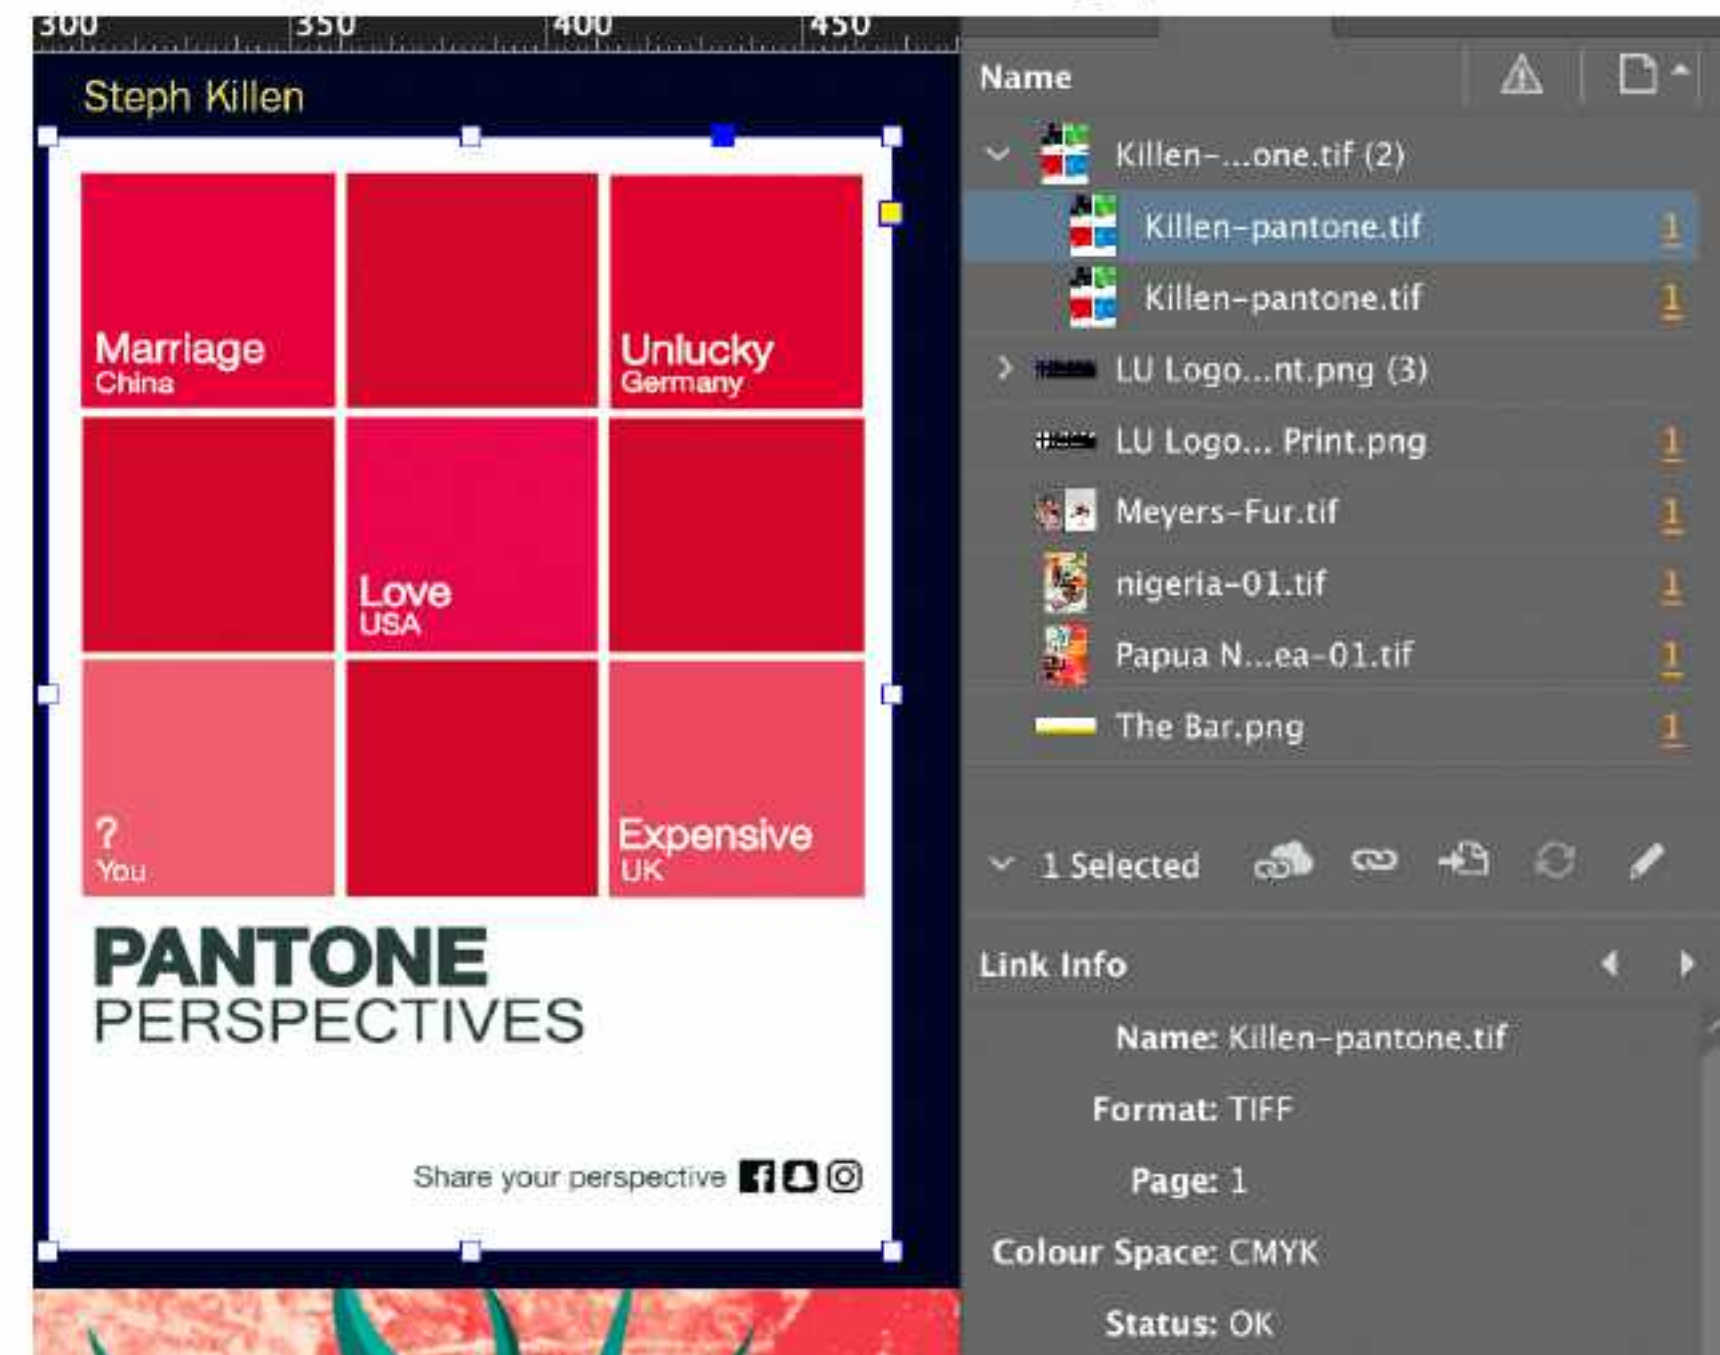 300 350 400 450
Steph Killen
Marriage
China
Unlucky
Germany
Love
USA
?
You
Expensive
UK
PANTONE
PERSPECTIVES
Share your perspective
Name
Killen-...one.tif (2)
Killen-pantone.tif 1
Killen-pantone.tif 1
LU Logo...nt.png (3)
LU Logo... Print.png 1
Meyers-Fur.tif 1
nigeria-01.tif 1
Papua N...ea-01.tif 1
The Bar.png 1
1 Selected
Link Info
Name: Killen-pantone.tif
Format: TIFF
Page: 1
Colour Space: CMYK
Status: OK